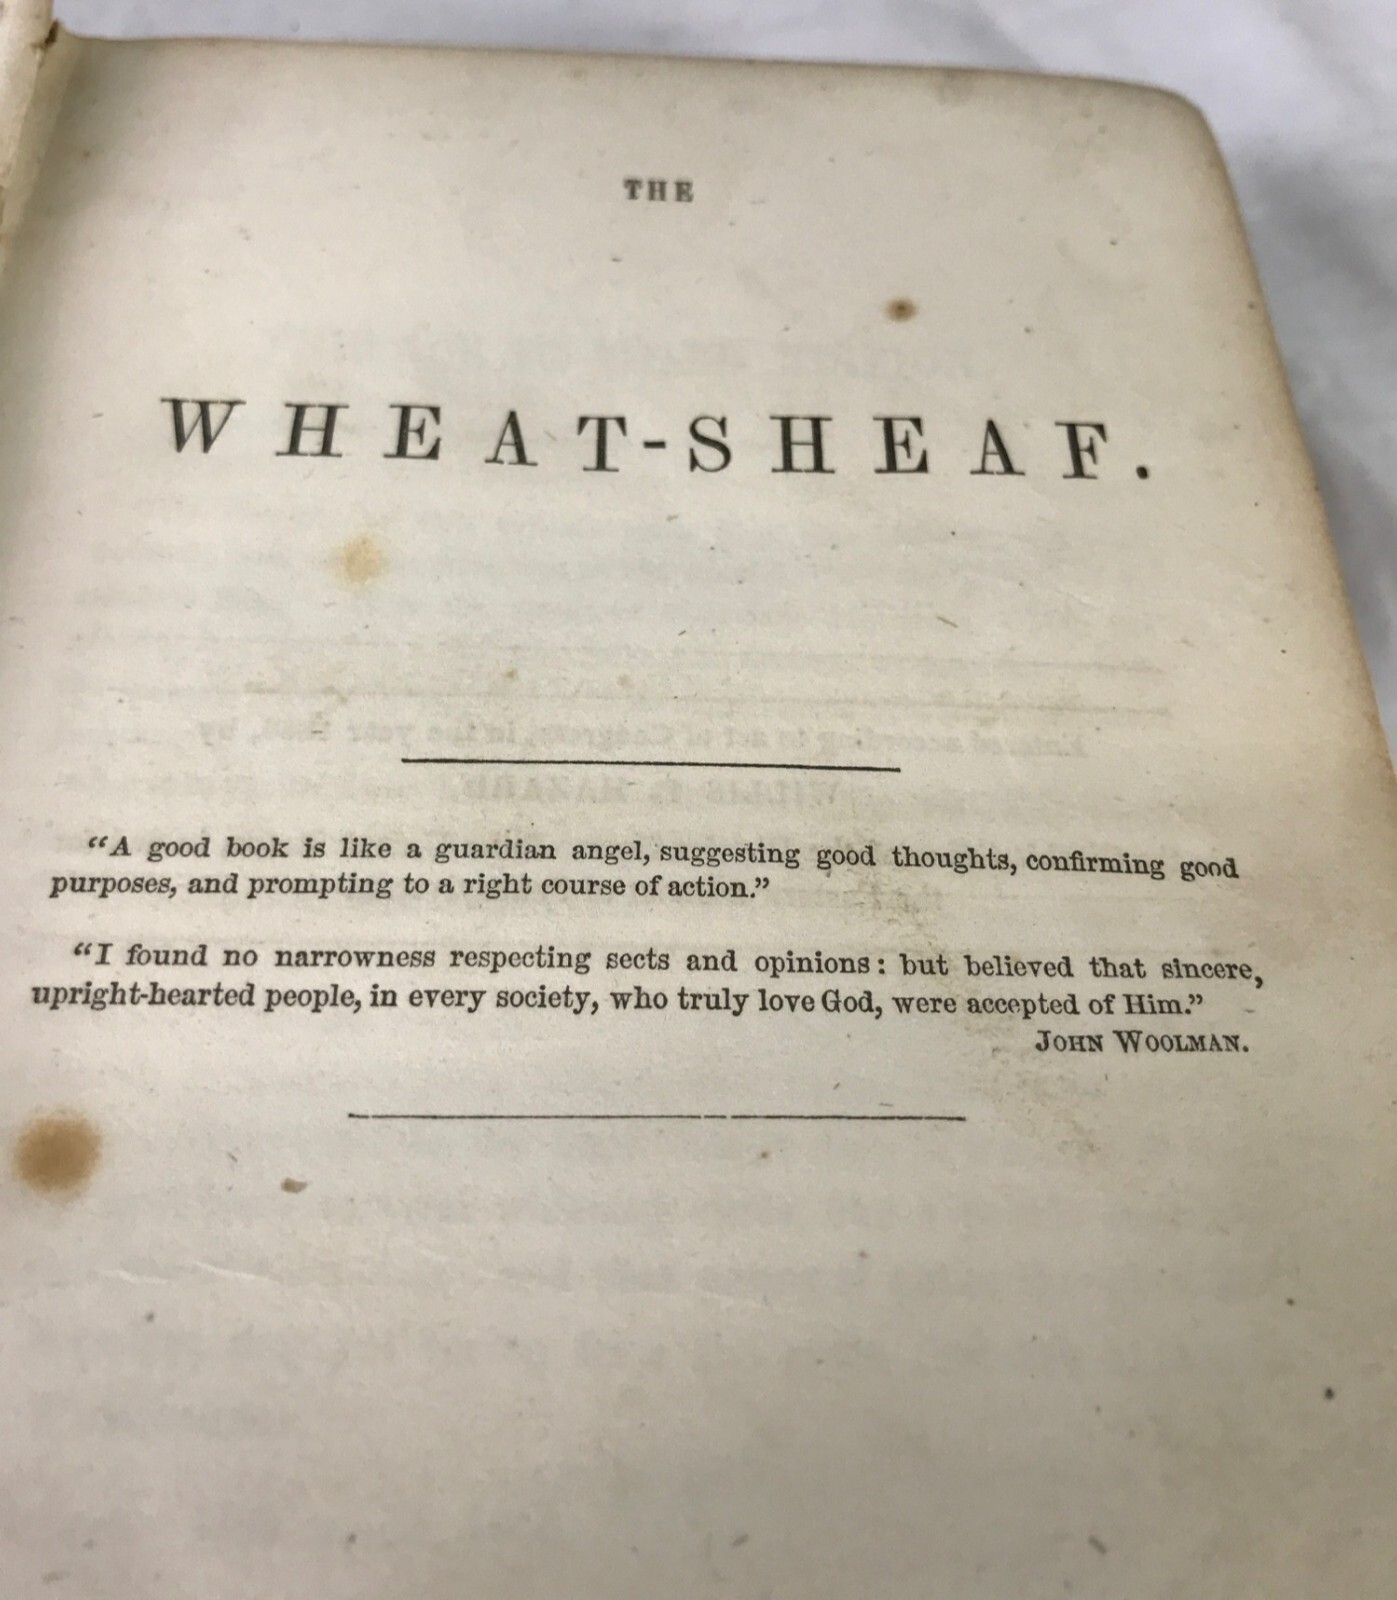 THE
WHEAT-SHEAF.
“A good book is like a guardian angel, suggesting good thoughts, confirming good
purposes, and prompting to a right course of action.”
“I found no narrowness respecting sects and opinions: but believed that sincere,
upright-hearted people, in every society, who truly love God, were accepted of Him.”
JOHN WOOLMAN.